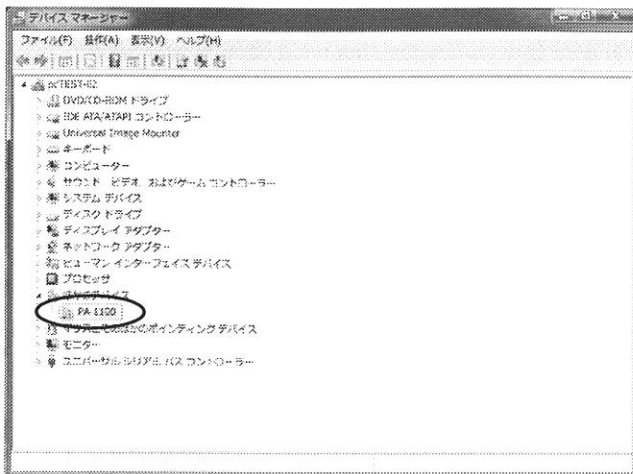 デバイス マネージャー
ファイル(F) 操作(A) 表示(V) ヘルプ(H)
DVD/CD-ROM ドライブ
IDE ATA/ATAPI コントローラー
Universal Image Mounter
キーボード
コンピューター
サウンド、ビデオ、およびゲーム コントローラー
システム デバイス
ディスク ドライブ
ディスプレイ アダプター
ネットワーク アダプター
ヒューマン インターフェイス デバイス
プロセッサ
ほかのデバイス
PA-1100
マウスとそのほかのポインティング デバイス
モニター
ユニバーサル シリアル バス コントローラー